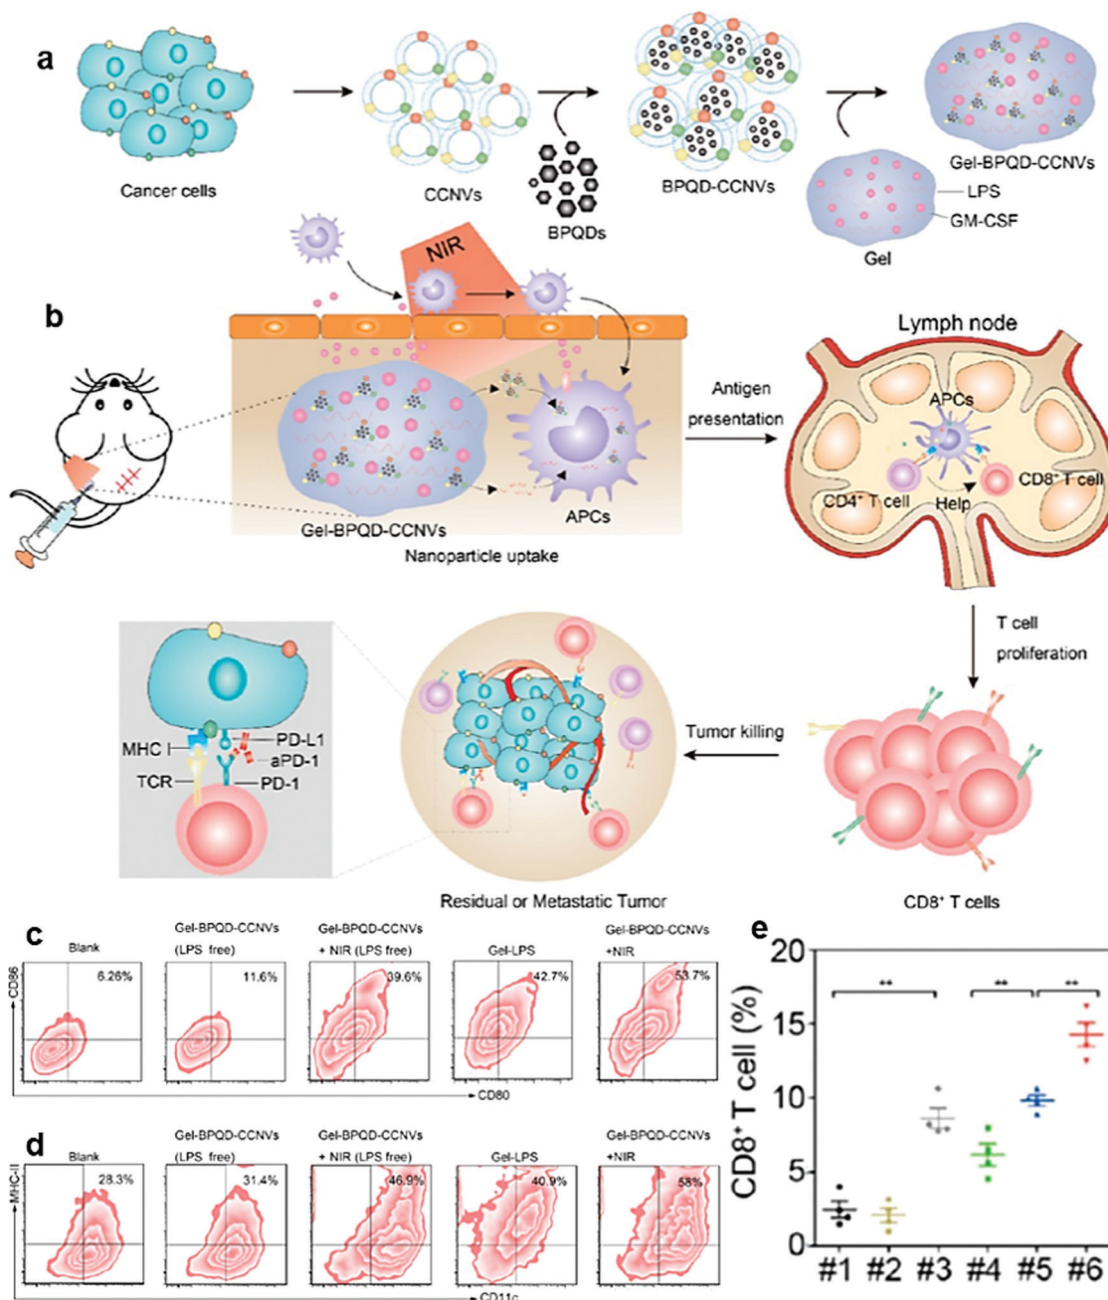 a
Cancer cells
CCNVs
BPQDs
BPQD-CCNVs
Gel-BPQD-CCNVs
LPS
GM-CSF
Gel
b
NIR
Gel-BPQD-CCNVs
APCs
Nanoparticle uptake
Antigen
presentation
Lymph node
APCs
CD4⁺ T cell
Help
CD8⁺ T cell
T cell
proliferation
CD8⁺ T cells
Tumor killing
Residual or Metastatic Tumor
MHC I
TCR
PD-L1
aPD-1
PD-1
c
Blank
Gel-BPQD-CCNVs
(LPS free)
Gel-BPQD-CCNVs
+ NIR (LPS free)
Gel-LPS
Gel-BPQD-CCNVs
+NIR
CD86
6.26%
11.6%
39.6%
42.7%
53.7%
CD80
d
Blank
Gel-BPQD-CCNVs
(LPS free)
Gel-BPQD-CCNVs
+ NIR (LPS free)
Gel-LPS
Gel-BPQD-CCNVs
+NIR
MHC-II
28.3%
31.4%
46.9%
40.9%
58%
CD11c
e
CD8⁺ T cell (%)
20
15
10
5
0
** ** **
#1 #2 #3 #4 #5 #6